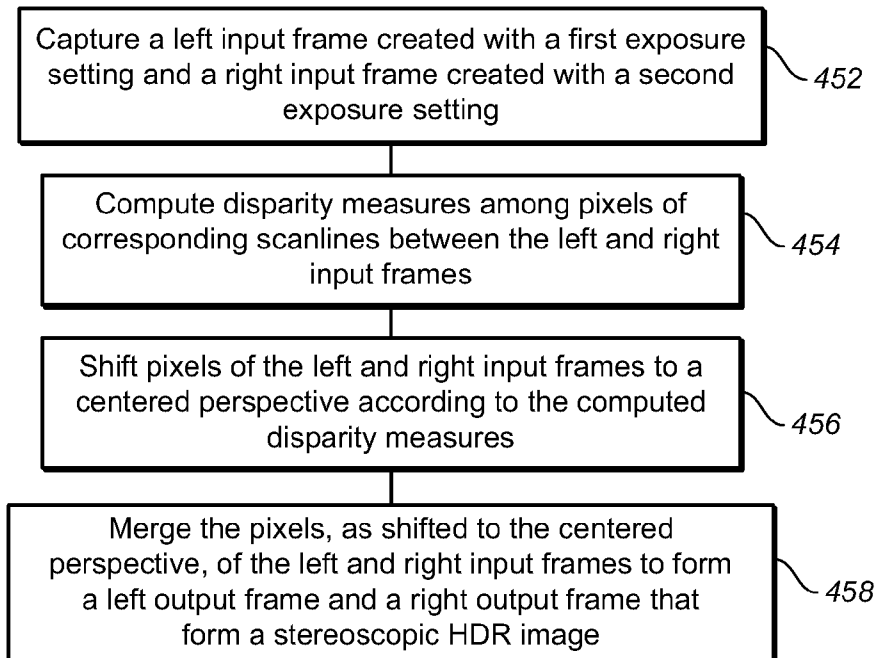 Capture a left input frame created with a first exposure
setting and a right input frame created with a second
exposure setting
452
Compute disparity measures among pixels of
corresponding scanlines between the left and right
input frames
454
Shift pixels of the left and right input frames to a
centered perspective according to the computed
disparity measures
456
Merge the pixels, as shifted to the centered
perspective, of the left and right input frames to form
a left output frame and a right output frame that
form a stereoscopic HDR image
458